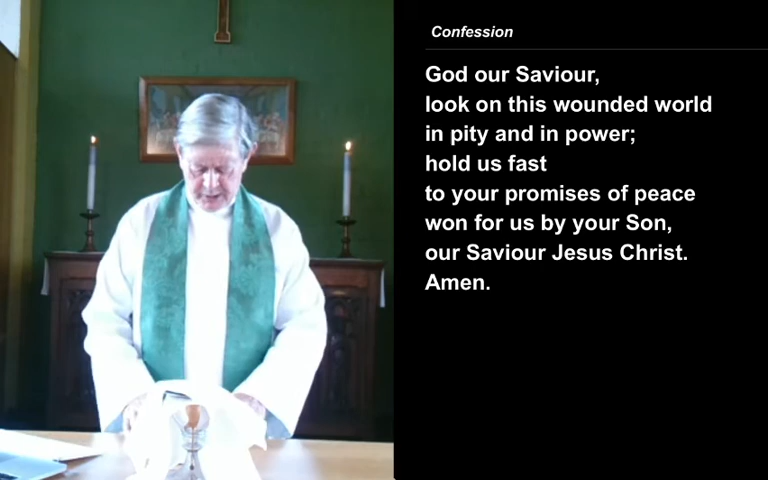 Confession
God our Saviour,
look on this wounded world
in pity and in power;
hold us fast
to your promises of peace
won for us by your Son,
our Saviour Jesus Christ.
Amen.